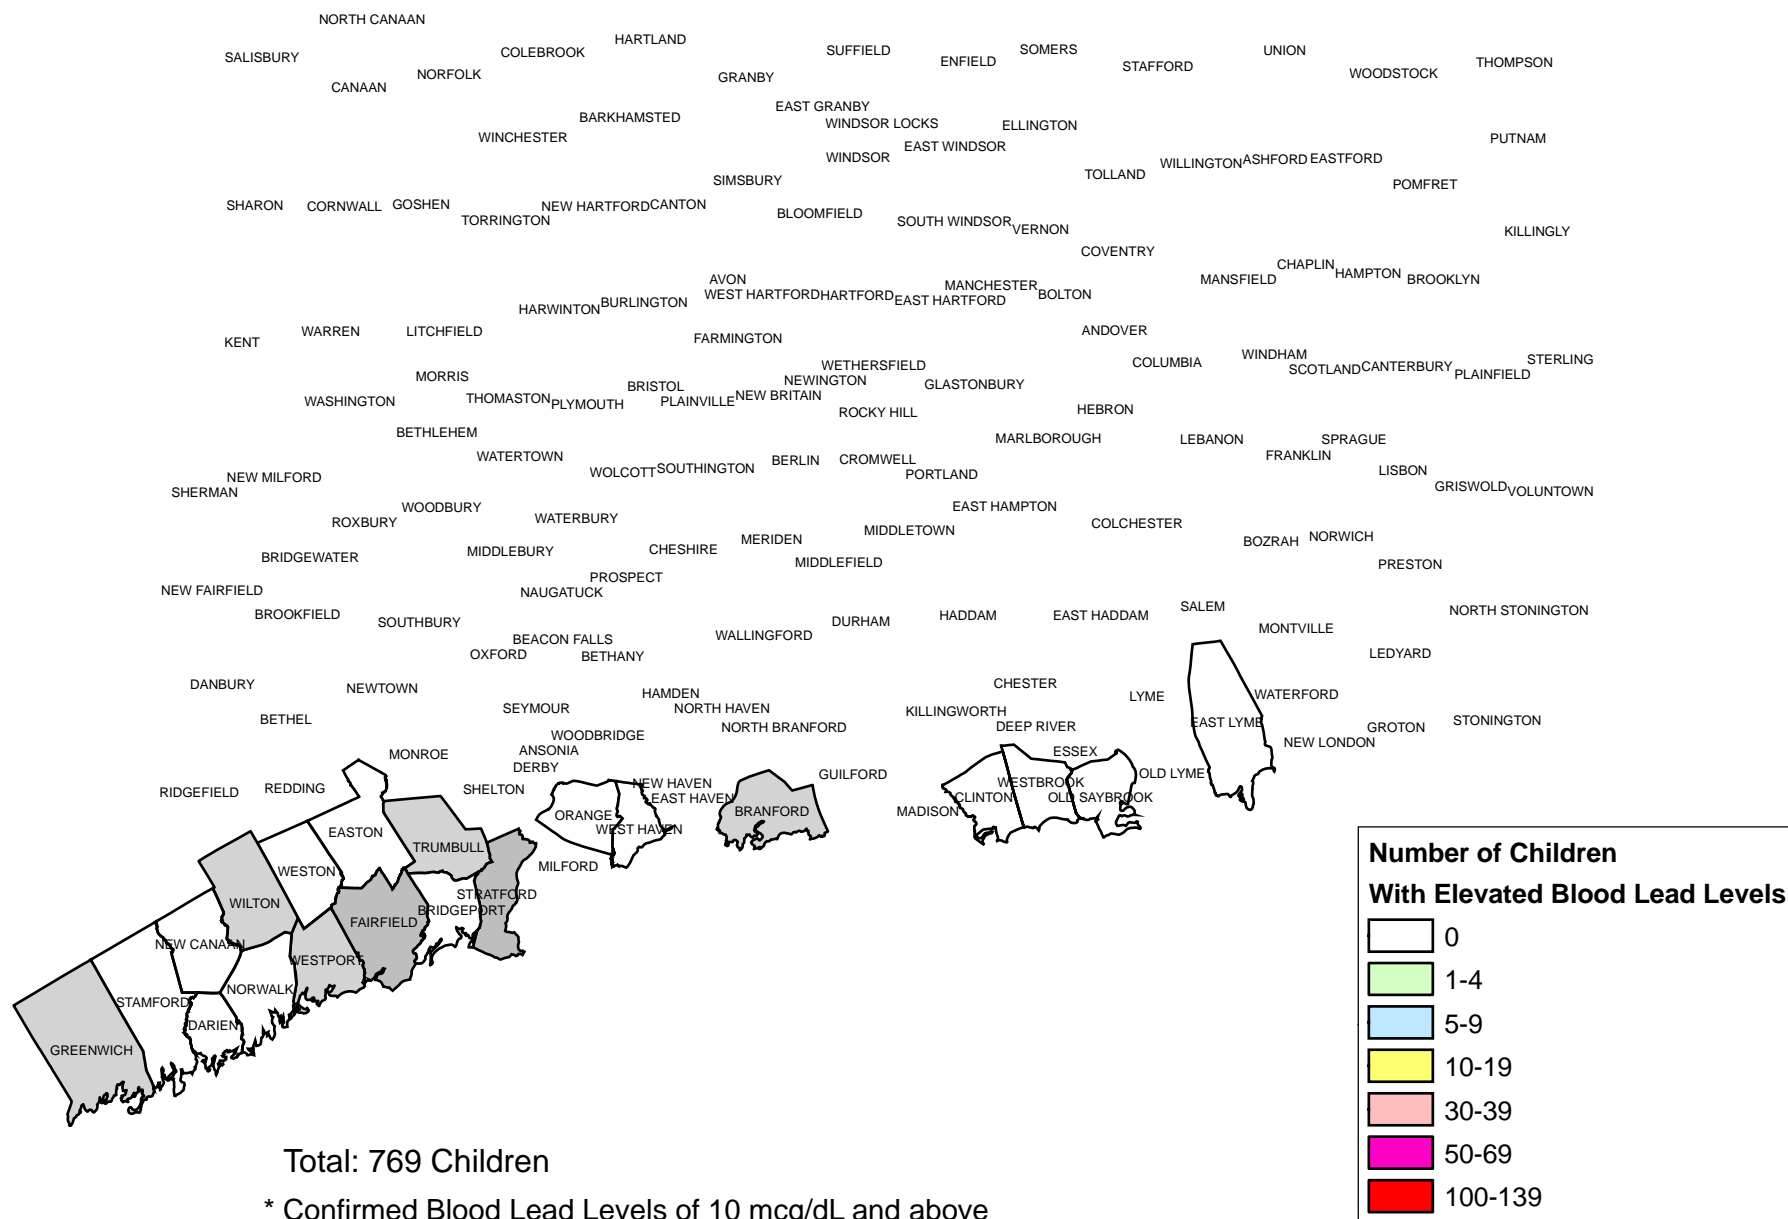 NORTH CANAAN
HARTLAND
SALISBURY
COLEBROOK
SUFFIELD
ENFIELD
SOMERS
UNION
STAFFORD
THOMPSON
CANAAN
NORFOLK
GRANBY
WOODSTOCK
EAST GRANBY
BARKHAMSTED
WINDSOR LOCKS
ELLINGTON
WINCHESTER
EAST WINDSOR
PUTNAM
WINDSOR
WILLINGTON
ASHFORD
EASTFORD
TOLLAND
SIMSBURY
POMFRET
SHARON
CORNWALL
GOSHEN
NEW HARTFORD
CANTON
TORRINGTON
BLOOMFIELD
SOUTH WINDSOR
VERNON
KILLINGLY
COVENTRY
CHAPLIN
HAMPTON
MANSFIELD
BROOKLYN
AVON
WEST HARTFORD
HARTFORD
MANCHESTER
EAST HARTFORD
BOLTON
HARWINTON
BURLINGTON
WARREN
LITCHFIELD
ANDOVER
KENT
FARMINGTON
WINDHAM
STERLING
WETHERSFIELD
COLUMBIA
SCOTLAND
CANTERBURY
PLAINFIELD
MORRIS
NEWINGTON
BRISTOL
GLASTONBURY
WASHINGTON
THOMASTON
PLYMOUTH
PLAINVILLE
NEW BRITAIN
ROCKY HILL
HEBRON
BETHLEHEM
MARLBOROUGH
LEBANON
SPRAGUE
WATERTOWN
FRANKLIN
BERLIN
CROMWELL
WOLCOTT
SOUTHINGTON
PORTLAND
LISBON
NEW MILFORD
SHERMAN
GRISWOLD
VOLUNTOWN
WOODBURY
EAST HAMPTON
ROXBURY
WATERBURY
COLCHESTER
MIDDLETOWN
MERIDEN
BOZRAH
NORWICH
BRIDGEWATER
MIDDLEBURY
CHESHIRE
MIDDLEFIELD
PRESTON
PROSPECT
NEW FAIRFIELD
NAUGATUCK
BROOKFIELD
SOUTHBURY
DURHAM
HADDAM
EAST HADDAM
SALEM
NORTH STONINGTON
MONTVILLE
WALLINGFORD
BEACON FALLS
OXFORD
BETHANY
LEDYARD
DANBURY
NEWTOWN
HAMDEN
CHESTER
LYME
WATERFORD
SEYMOUR
NORTH HAVEN
KILLINGWORTH
BETHEL
NORTH BRANFORD
DEEP RIVER
EAST LYME
GROTON
STONINGTON
WOODBRIDGE
NEW LONDON
MONROE
ANSONIA
ESSEX
DERBY
GUILFORD
OLD LYME
RIDGEFIELD
REDDING
SHELTON
NEW HAVEN
WESTBROOK
EAST HAVEN
CLINTON
OLD SAYBROOK
ORANGE
BRANFORD
MADISON
EASTON
WEST HAVEN
TRUMBULL
MILFORD
WESTON
STRATFORD
WILTON
BRIDGEPORT
FAIRFIELD
NEW CANAAN
WESTPORT
NORWALK
STAMFORD
DARIEN
GREENWICH
Number of Children
With Elevated Blood Lead Levels
0
1-4
5-9
10-19
30-39
50-69
100-139
Total: 769 Children
* Confirmed Blood Lead Levels of 10 mcg/dL and above